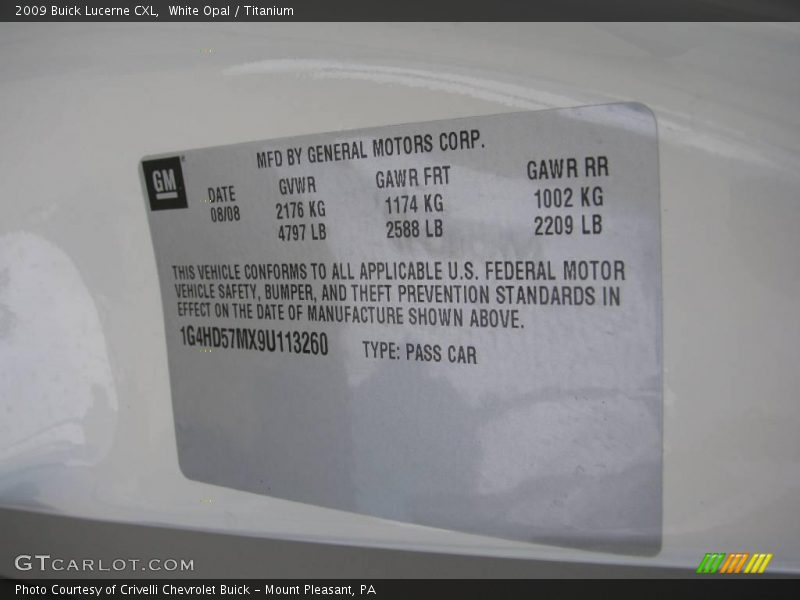 2009 Buick Lucerne CXL,  White Opal / Titanium
MFD BY GENERAL MOTORS CORP.
GM
DATE GVWR GAWR FRT GAWR RR
08/08 2176 KG 1174 KG 1002 KG
4797 LB 2588 LB 2209 LB
THIS VEHICLE CONFORMS TO ALL APPLICABLE U.S. FEDERAL MOTOR
VEHICLE SAFETY, BUMPER, AND THEFT PREVENTION STANDARDS IN
EFFECT ON THE DATE OF MANUFACTURE SHOWN ABOVE.
1G4HD57MX9U113260 TYPE: PASS CAR
GTCARLOT.COM
Photo Courtesy of Crivelli Chevrolet Buick – Mount Pleasant, PA